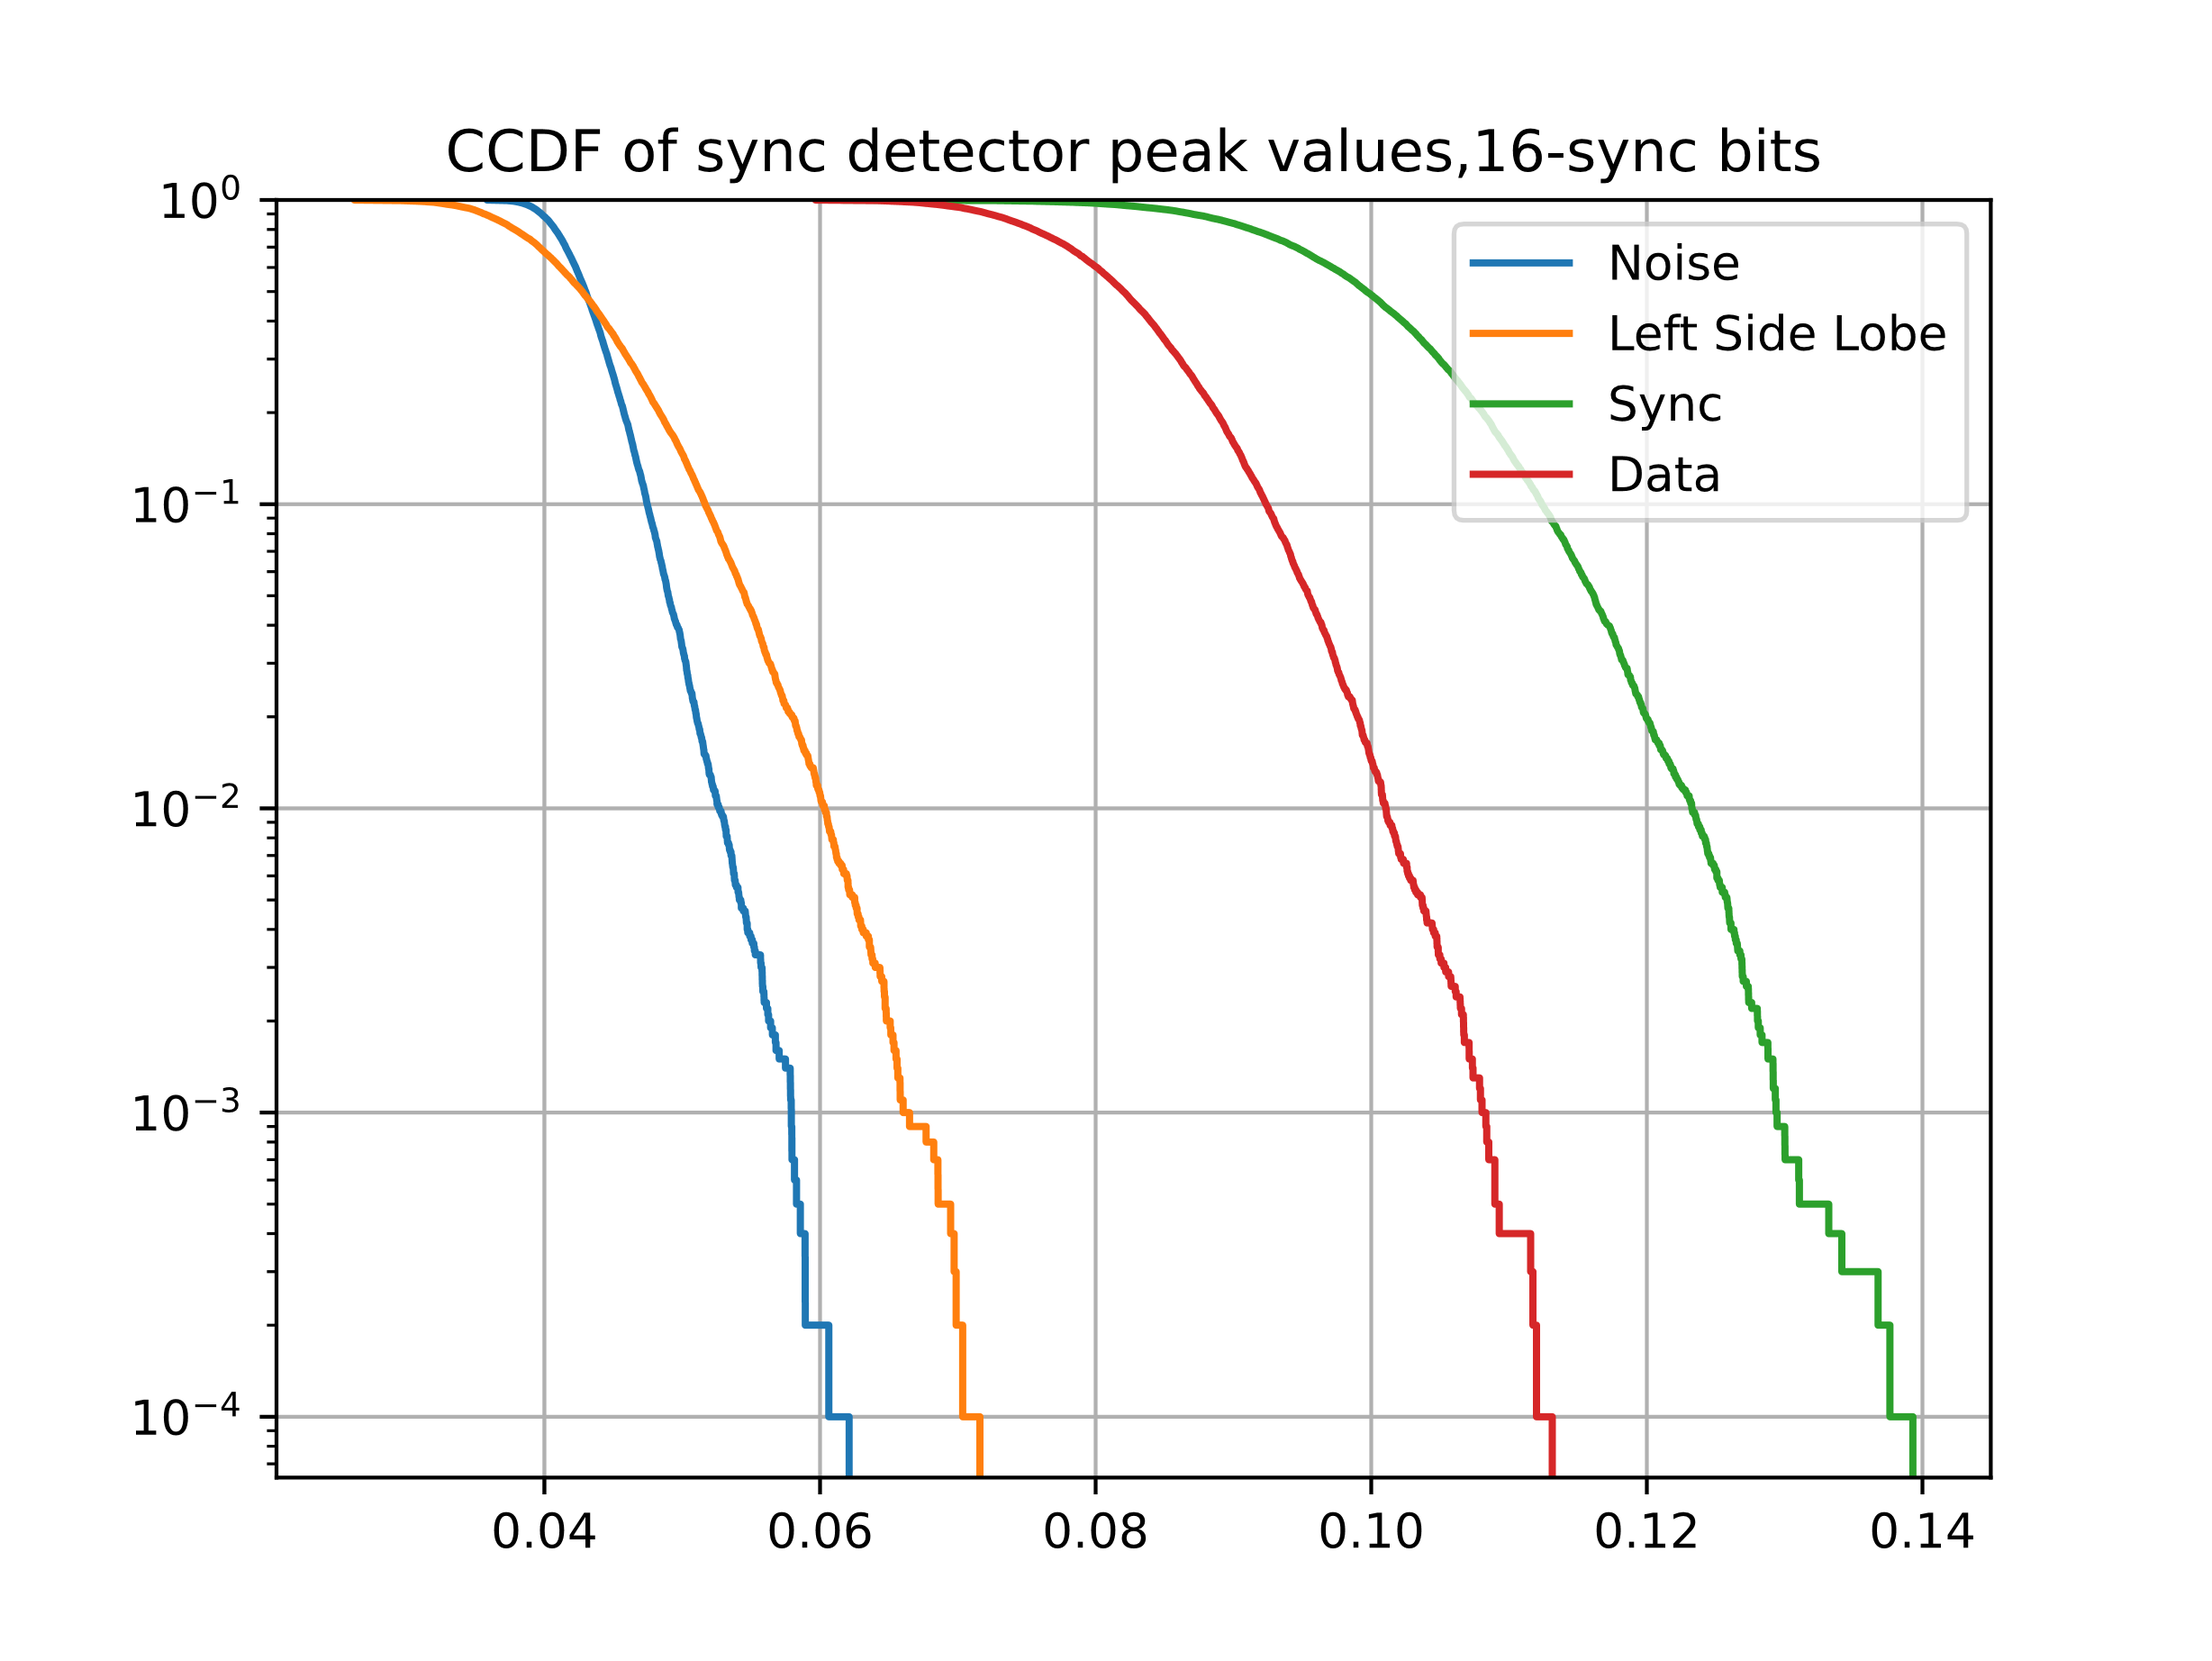 CCDF of sync detector peak values,16-sync bits
10⁰
10⁻¹
10⁻²
10⁻³
10⁻⁴
Noise
Left Side Lobe
Sync
Data
0.04 0.06 0.08 0.10 0.12 0.14